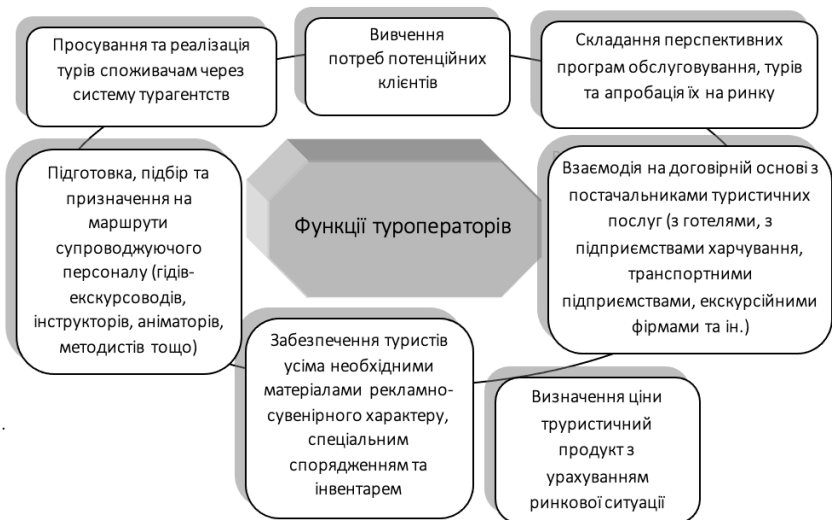 Просування та реалізація
турів споживачам через
систему турагентств
Вивчення
потреб потенційних
клієнтів
Складання перспективних
програм обслуговування, турів
та апробація їх на ринку
Підготовка, підбір та
призначення на
маршрути
супроводжуючого
персоналу (гідів-
екскурсоводів,
інструкторів, аніматорів,
методистів тощо)
Функції туроператорів
Взаємодія на договірній основі з
постачальниками туристичних
послуг (з готелями, з
підприємствами харчування,
транспортними
підприємствами, екскурсійними
фірмами та ін.)
Забезпечення туристів
усіма необхідними
матеріалами рекламно-
сувенірного характеру,
спеціальним
спорядженням та
інвентарем
Визначення ціни
труристичний
продукт з
урахуванням
ринкової ситуації
.